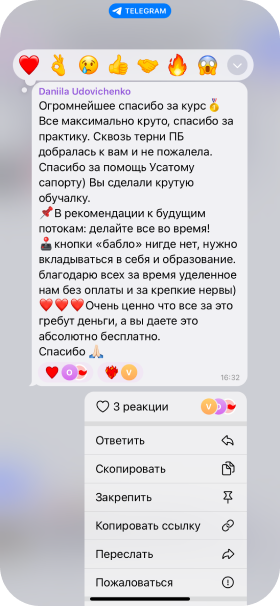 TELEGRAM
Daniila Udovichenko
Огромнейшее спасибо за курс🥇
Все максимально круто, спасибо за
практику. Сквозь терни ПБ
добралась к вам и не пожалела.
Спасибо за помощь Усатому
сапорту) Вы сделали крутую
обучалку.
📌В рекомендации к будущим
потокам: делайте все во время!
🕹️кнопки «бабло» нигде нет, нужно
вкладываться в себя и образование.
благодарю всех за время уделенное
нам без оплаты и за крепкие нервы)
❤️❤️❤️Очень ценно что все за это
гребут деньги, а вы даете это
абсолютно бесплатно.
Спасибо 🙏🏻
O
V
16:32
3 реакции
V O
Ответить
Скопировать
Закрепить
Копировать ссылку
Переслать
Пожаловаться